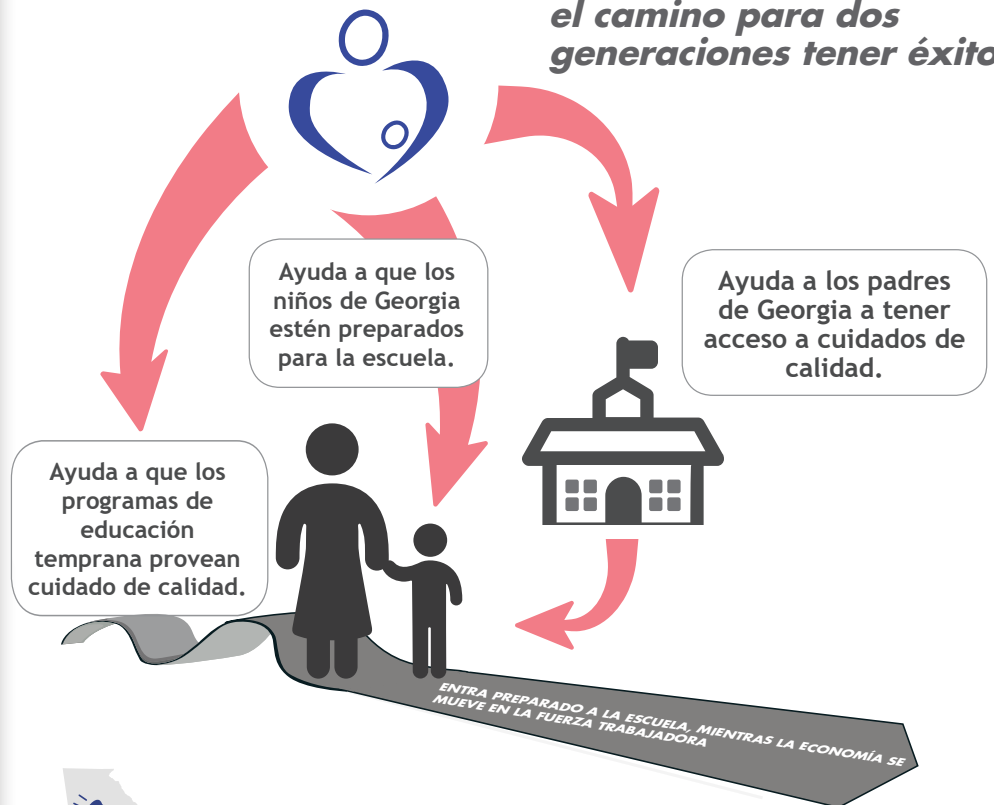 el camino para dos
generaciones tener éxito
Ayuda a que los
niños de Georgia
estén preparados
para la escuela.
Ayuda a los padres
de Georgia a tener
acceso a cuidados de
calidad.
Ayuda a que los
programas de
educación
temprana provean
cuidado de calidad.
ENTRA PREPARADO A LA ESCUELA, MIENTRAS LA ECONOMÍA SE
MUEVE EN LA FUERZA TRABAJADORA